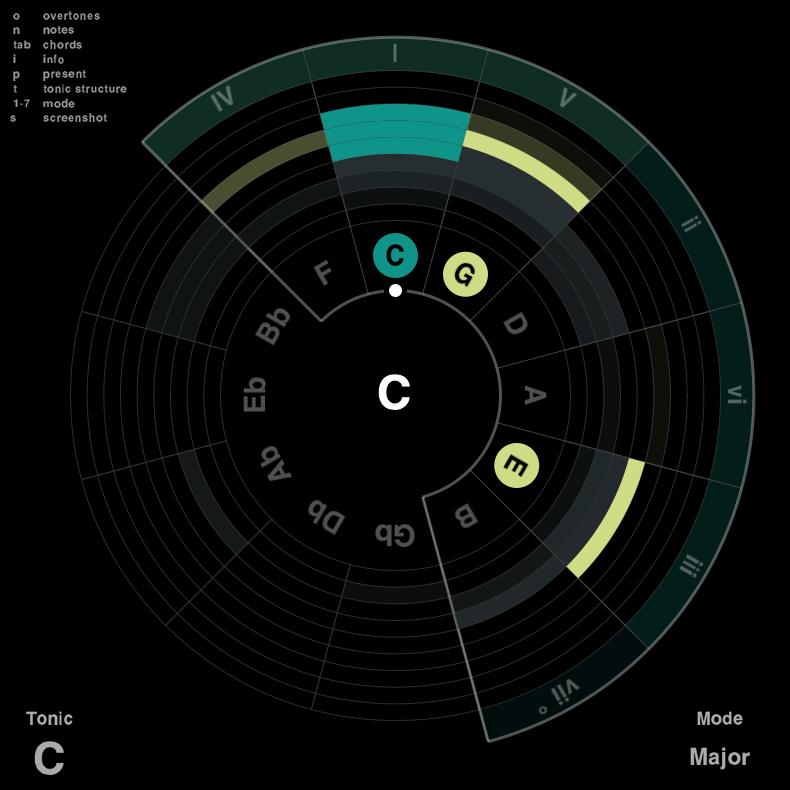 o overtones
n notes
tab chords
i info
p present
t tonic structure
1-7 mode
s screenshot
I
IV
V
ii
vi
iii
vii°
C
F
G
Bb
D
Eb
C
A
Ab
E
Db
Gb
B
Tonic
C
Mode
Major